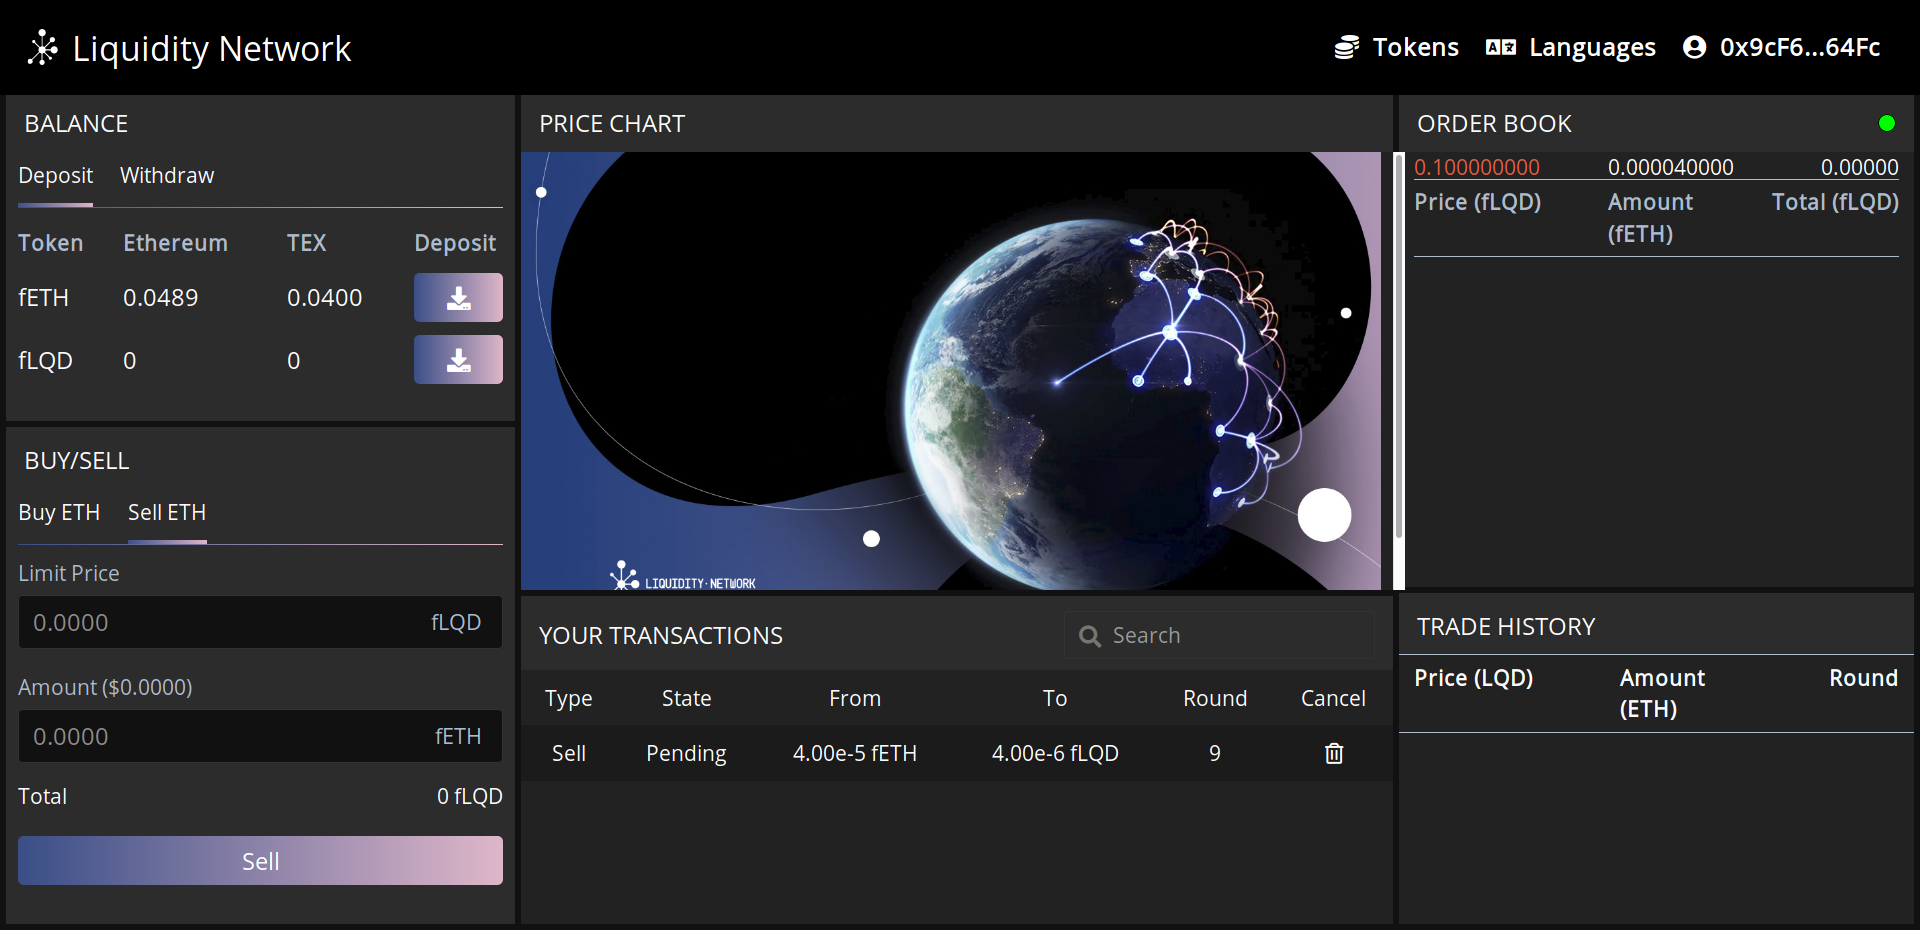 Liquidity Network
Tokens
Languages
0x9cF6...64Fc
BALANCE
Deposit Withdraw
Token Ethereum TEX Deposit
fETH 0.0489 0.0400
fLQD 0 0
BUY/SELL
Buy ETH Sell ETH
Limit Price
0.0000 fLQD
Amount ($0.0000)
0.0000 fETH
Total 0 fLQD
Sell
PRICE CHART
LIQUIDITY·NETWORK
YOUR TRANSACTIONS
Search
Type State From To Round Cancel
Sell Pending 4.00e-5 fETH 4.00e-6 fLQD 9
ORDER BOOK
0.100000000 0.000040000 0.00000
Price (fLQD) Amount Total (fLQD)
(fETH)
TRADE HISTORY
Price (LQD) Amount Round
(ETH)